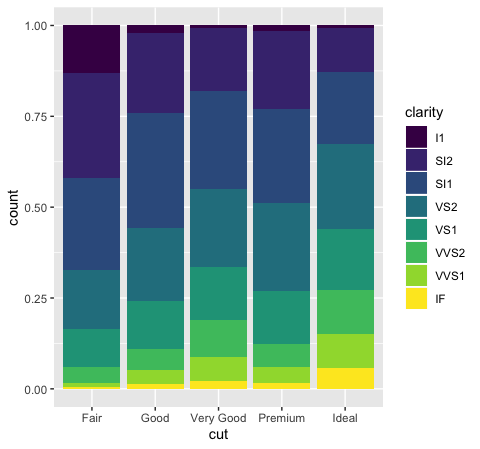 1.00
0.75
0.50
0.25
0.00
count
Fair
Good
Very Good
Premium
Ideal
cut
clarity
I1
SI2
SI1
VS2
VS1
VVS2
VVS1
IF